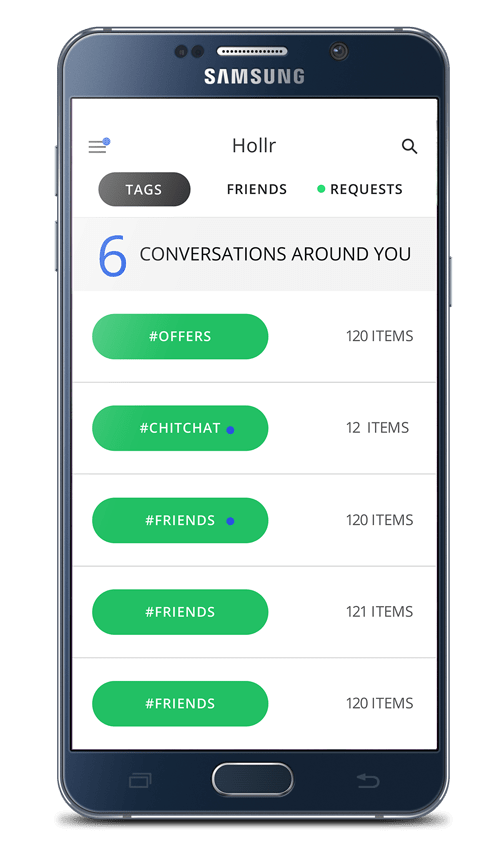 SAMSUNG
Hollr
TAGS FRIENDS REQUESTS
6 CONVERSATIONS AROUND YOU
#OFFERS 120 ITEMS
#CHITCHAT 12 ITEMS
#FRIENDS 120 ITEMS
#FRIENDS 121 ITEMS
#FRIENDS 120 ITEMS